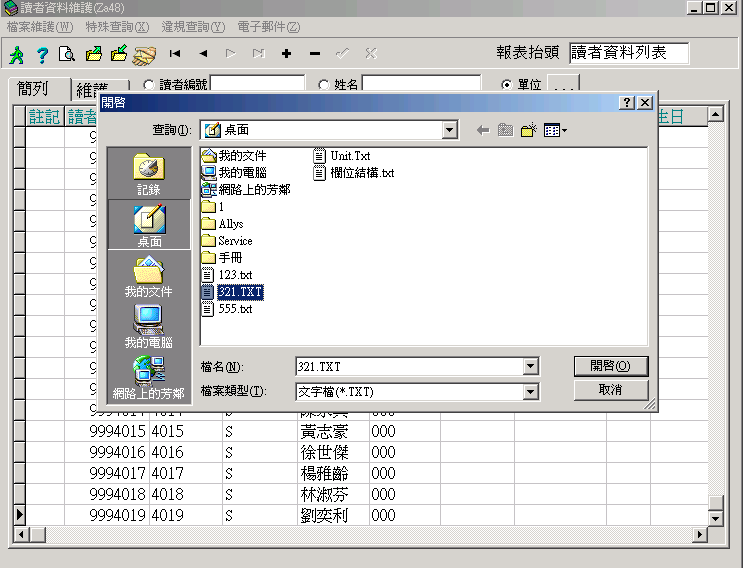 讀者資料維護(Za48)
檔案維護(W) 特殊查詢(X) 違規查詢(Y) 電子郵件(Z)
報表抬頭 讀者資料列表
簡列 維護 讀者編號 姓名 單位 ...
開啓
註記 讀者 生日
查詢(I): 桌面
記錄
桌面
我的文件
我的電腦
網路上的芳鄰
我的文件
我的電腦
網路上的芳鄰
1
Allys
Service
手冊
123.txt
321.TXT
555.txt
Unit.Txt
欄位結構.txt
檔名(N): 321.TXT 開啓(O)
檔案類型(T): 文字檔(*.TXT) 取消
9994015 4015 S 黃志豪 000
9994016 4016 S 徐世傑 000
9994017 4017 S 楊雅齡 000
9994018 4018 S 林淑芬 000
9994019 4019 S 劉奕利 000